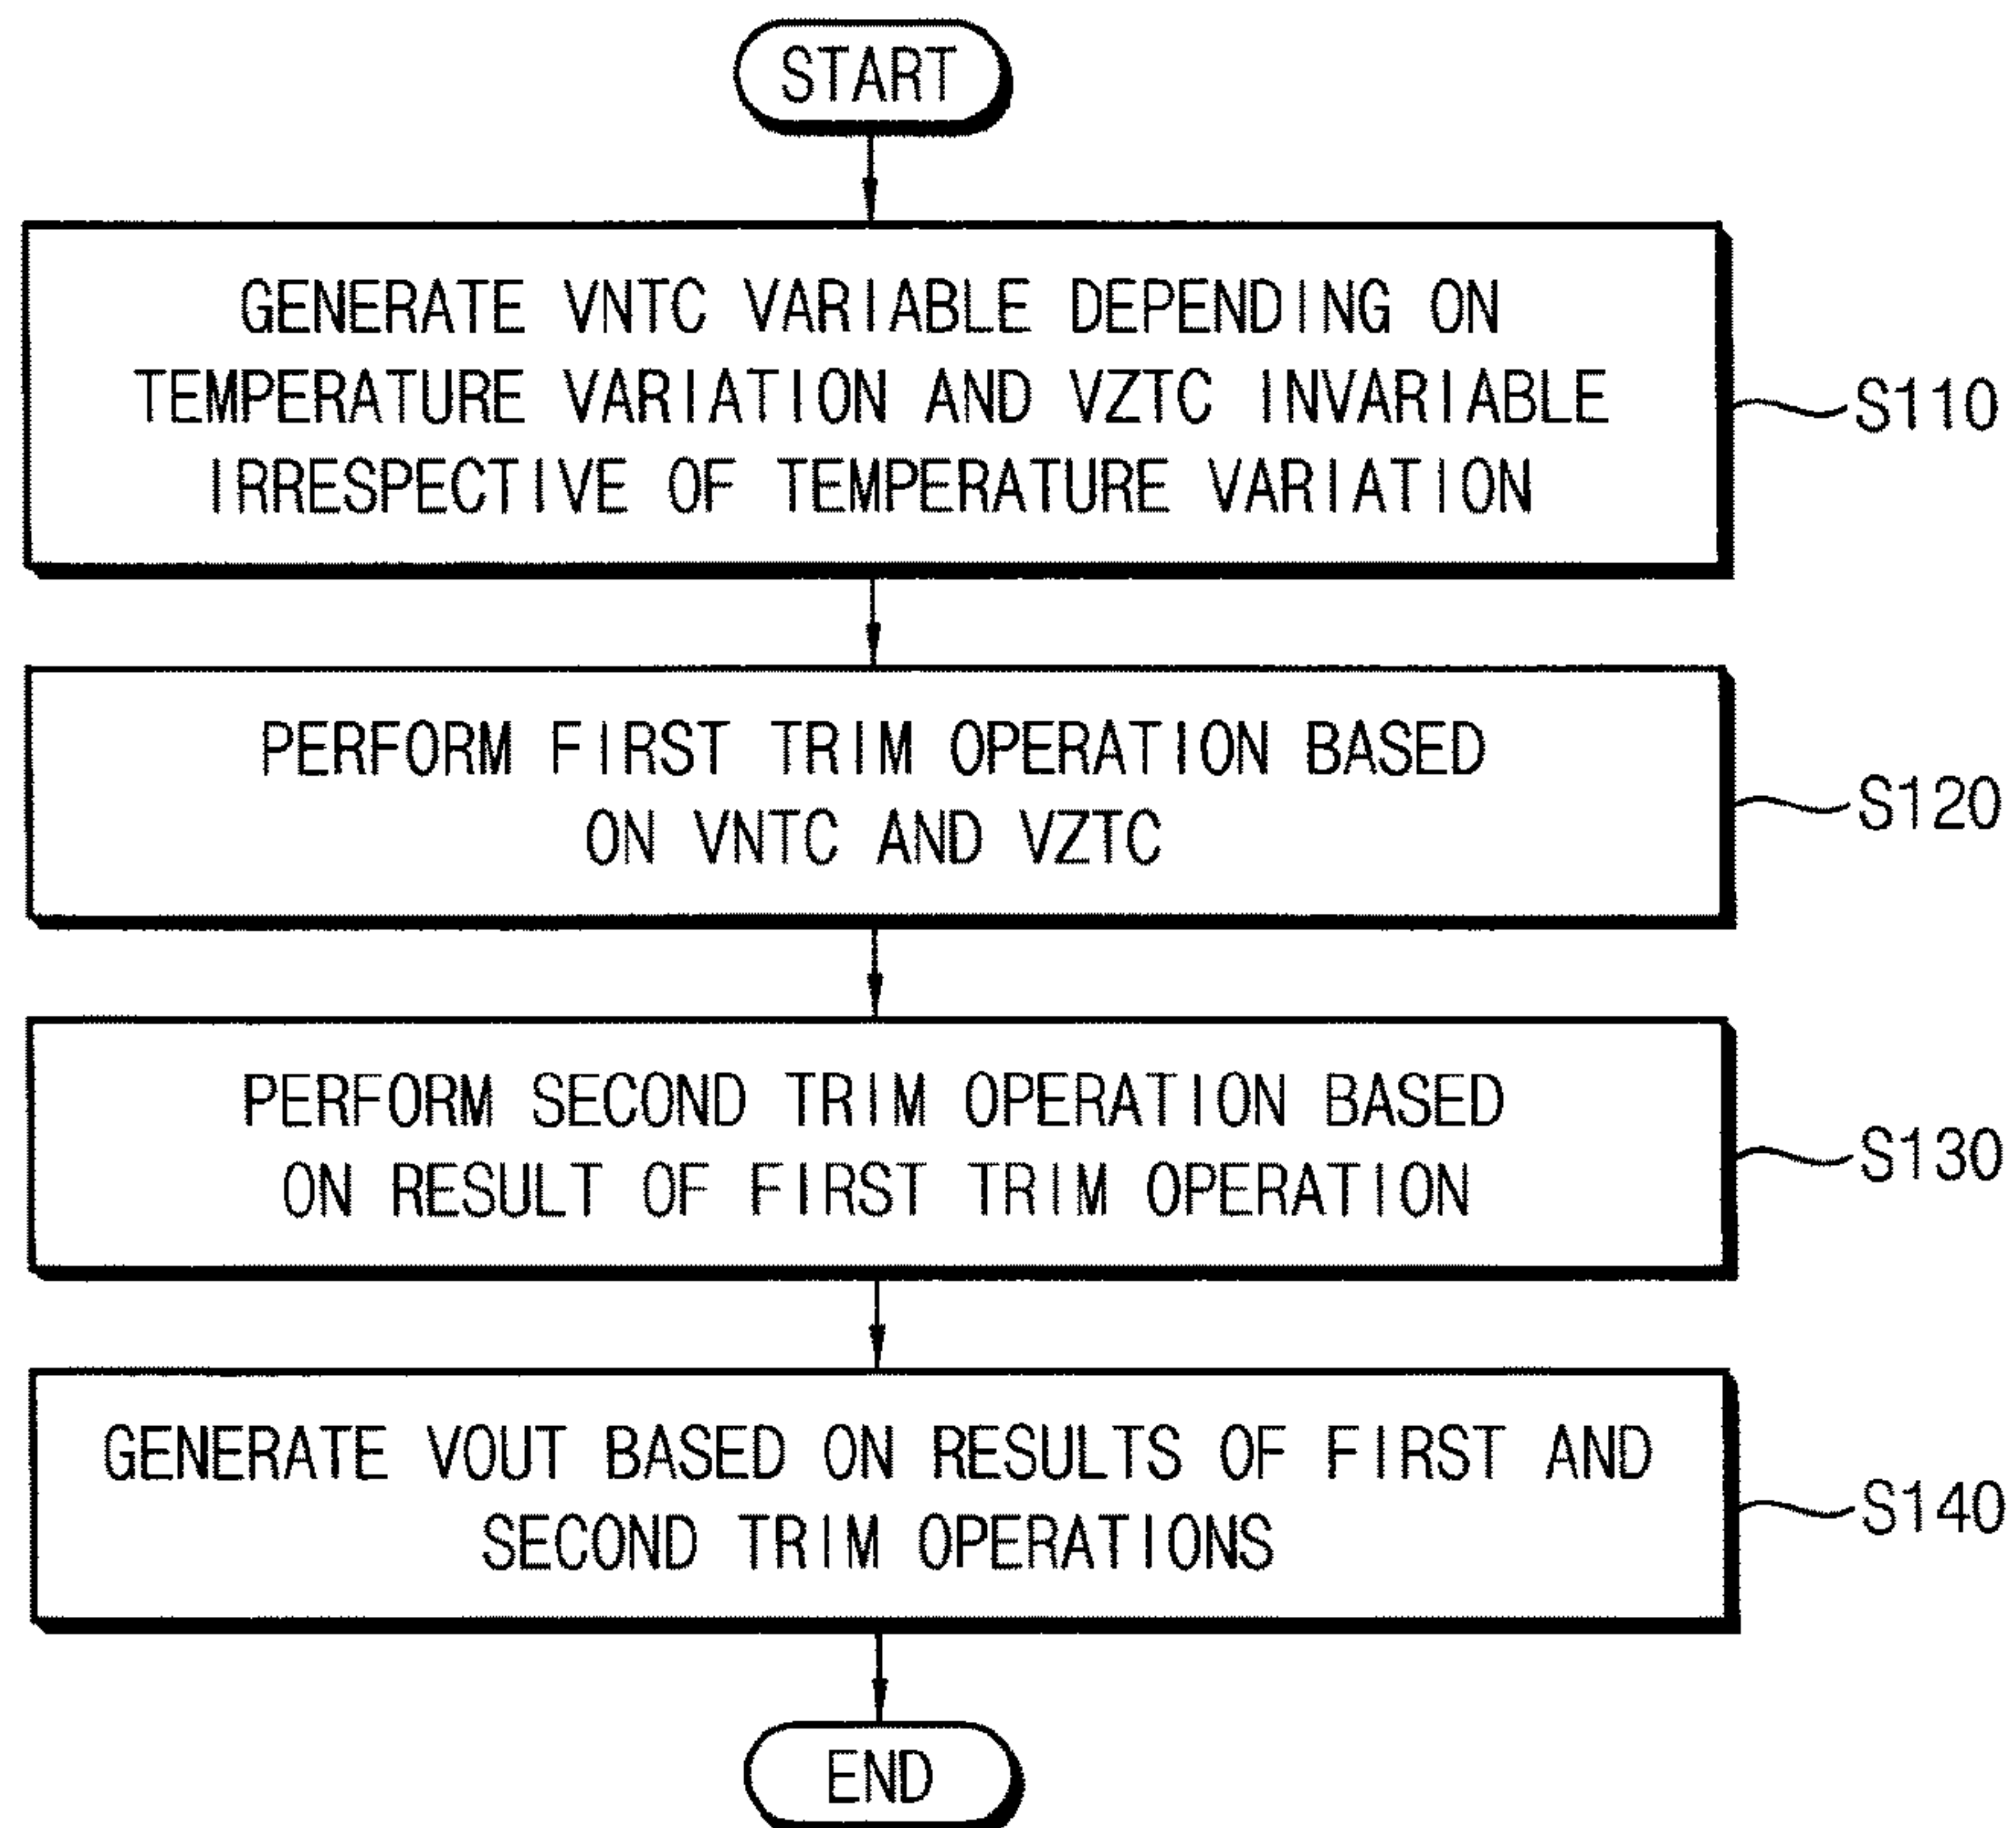 START
GENERATE VNTC VARIABLE DEPENDING ON
TEMPERATURE VARIATION AND VZTC INVARIABLE
IRRESPECTIVE OF TEMPERATURE VARIATION
S110
PERFORM FIRST TRIM OPERATION BASED
ON VNTC AND VZTC
S120
PERFORM SECOND TRIM OPERATION BASED
ON RESULT OF FIRST TRIM OPERATION
S130
GENERATE VOUT BASED ON RESULTS OF FIRST AND
SECOND TRIM OPERATIONS
S140
END